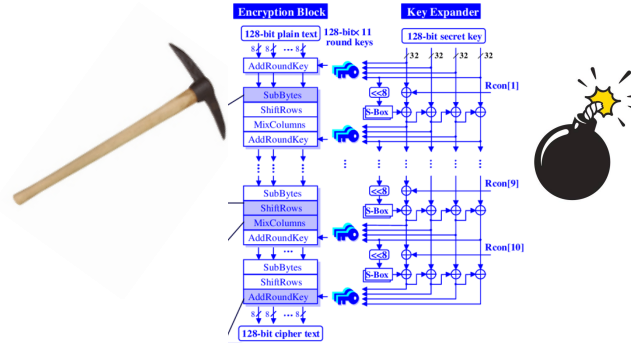 Encryption Block
Key Expander
128-bit plain text
128-bit× 11
round keys
128-bit secret key
8 8 ... 8
32 32 32 32
AddRoundKey
Rcon[1]
<<8
SubBytes
S-Box
ShiftRows
MixColumns
AddRoundKey
Rcon[9]
<<8
SubBytes
ShiftRows
S-Box
MixColumns
AddRoundKey
Rcon[10]
<<8
SubBytes
S-Box
ShiftRows
AddRoundKey
8 8 ... 8
128-bit cipher text